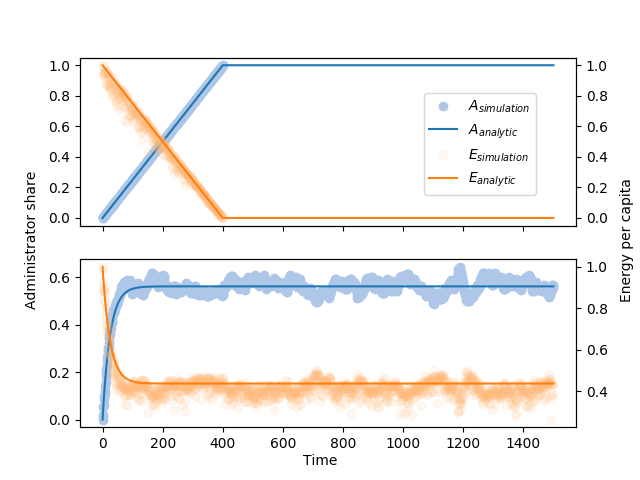 1.0
0.8
0.6
0.4
0.2
0.0
1.0
0.8
0.6
0.4
0.2
0.0
A_simulation
A_analytic
E_simulation
E_analytic
Administrator share
Energy per capita
0.6
0.4
0.2
0.0
1.0
0.8
0.6
0.4
0 200 400 600 800 1000 1200 1400
Time